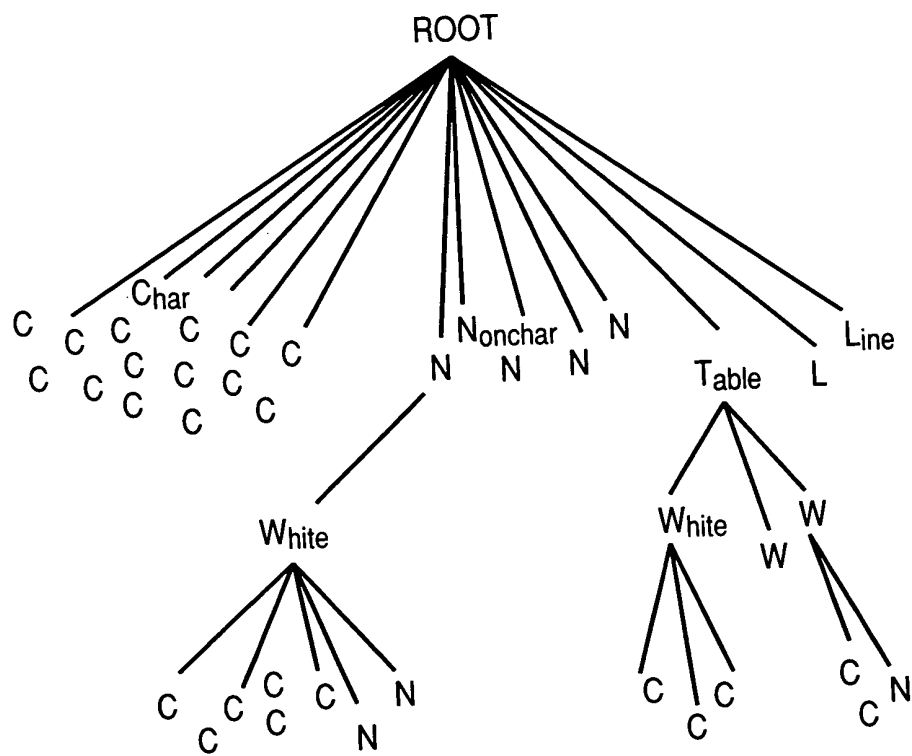 ROOT
Char
C C C C C C
C C C C C
C C C
N Nonchar N
N N N
Line
Table L
White
C C C C C N
C C N
White W W
C C C
C N
C